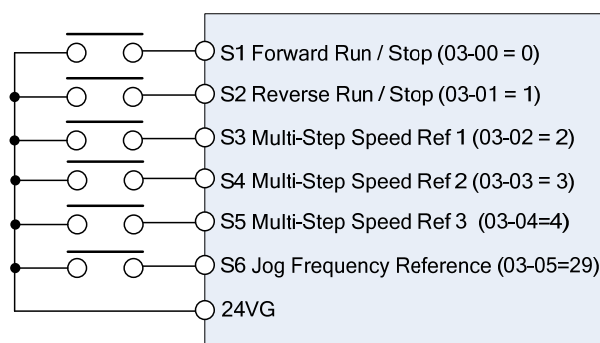 S1 Forward Run / Stop (03-00 = 0)
S2 Reverse Run / Stop (03-01 = 1)
S3 Multi-Step Speed Ref 1 (03-02 = 2)
S4 Multi-Step Speed Ref 2 (03-03 = 3)
S5 Multi-Step Speed Ref 3 (03-04=4)
S6 Jog Frequency Reference (03-05=29)
24VG